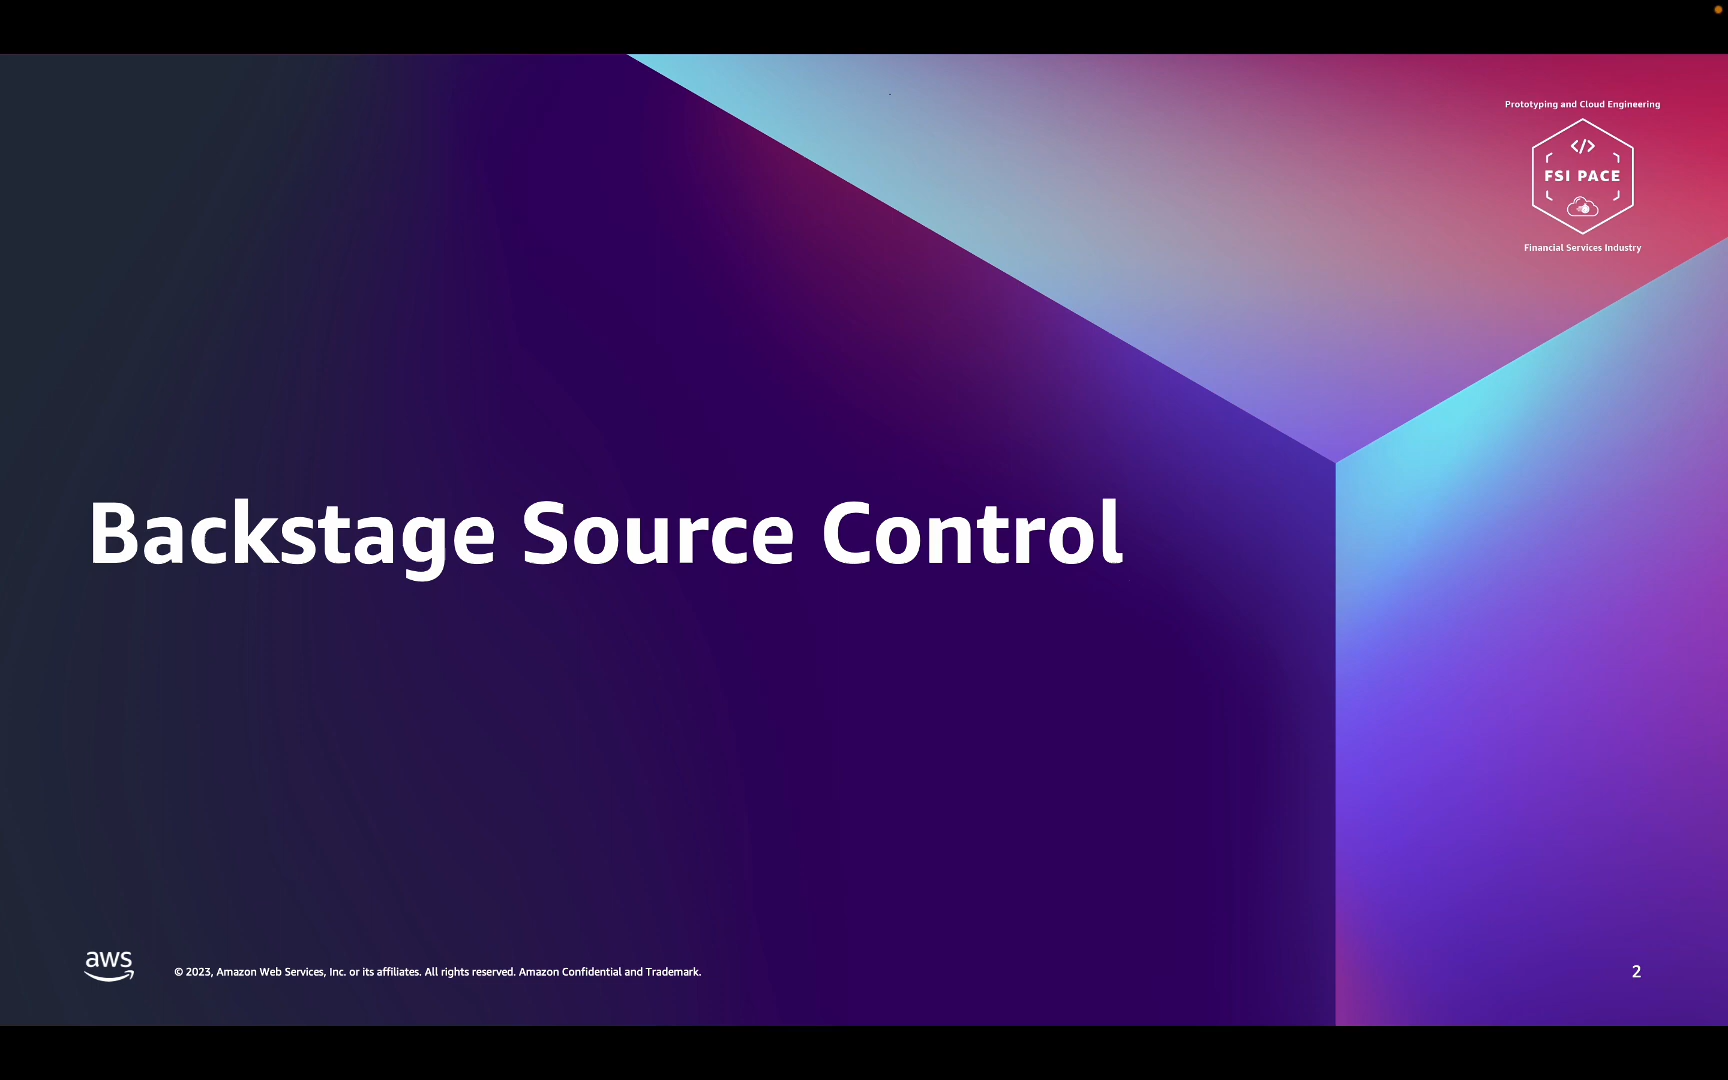 Prototyping and Cloud Engineering
</>
FSI PACE
Financial Services Industry
Backstage Source Control
aws
© 2023, Amazon Web Services, Inc. or its affiliates. All rights reserved. Amazon Confidential and Trademark.
2